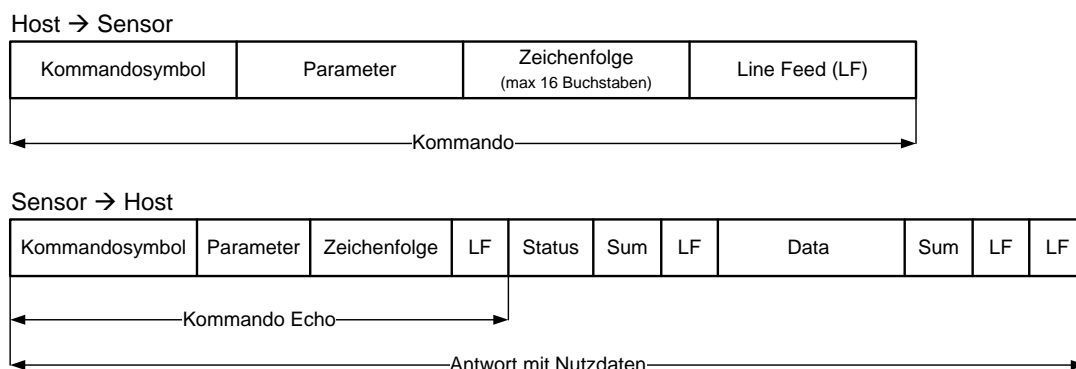 Host → Sensor
Kommandosymbol Parameter Zeichenfolge Line Feed (LF)
(max 16 Buchstaben)
Kommando
Sensor → Host
Kommandosymbol Parameter Zeichenfolge LF Status Sum LF Data Sum LF LF
Kommando Echo
Antwort mit Nutzdaten